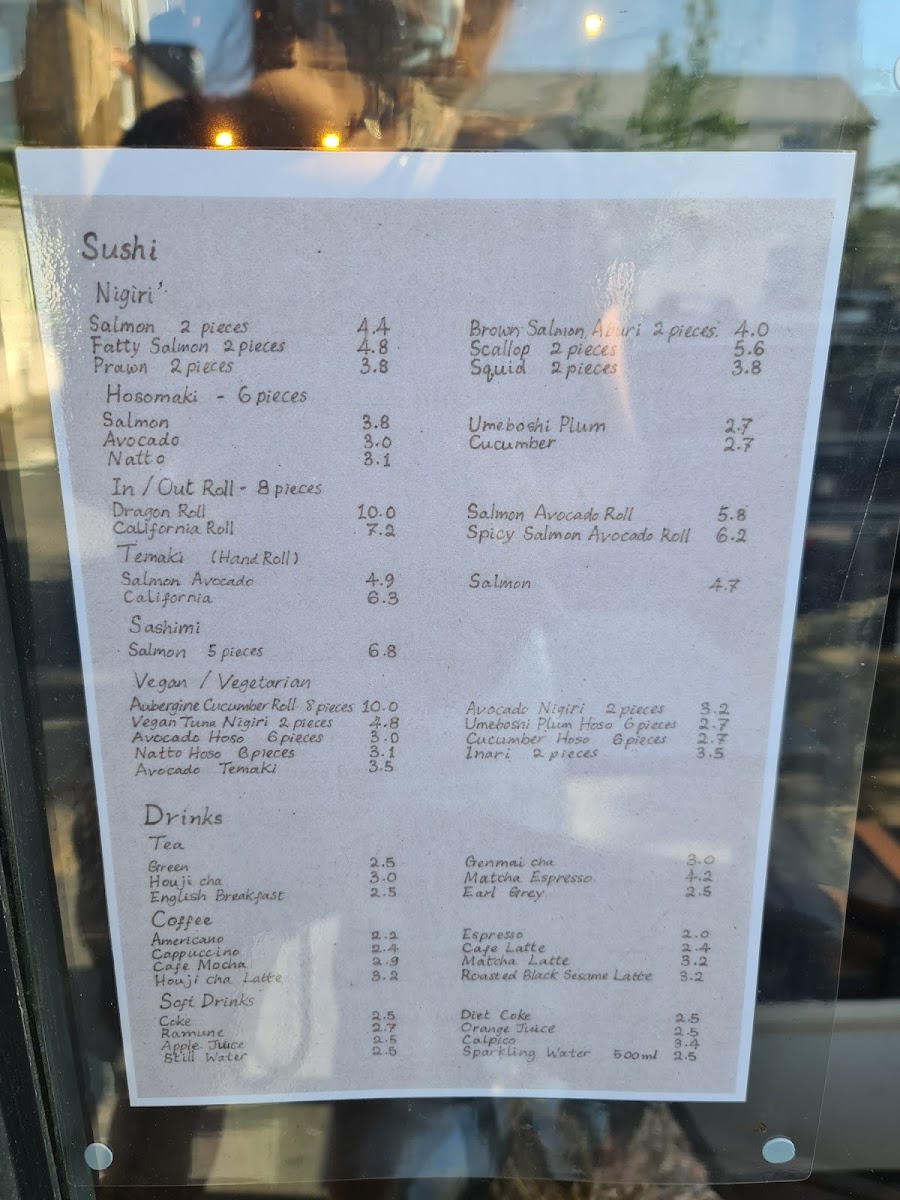 Sushi
Nigiri
Salmon 2 pieces 4.4 Brown Salmon Aburi 2 pieces 4.0
Fatty Salmon 2 pieces 4.8 Scallop 2 pieces 5.6
Prawn 2 pieces 3.8 Squid 2 pieces 3.8
Hosomaki - 6 pieces
Salmon 3.8 Umeboshi Plum 2.7
Avocado 3.0 Cucumber 2.7
Natto 3.1
In / Out Roll - 8 pieces
Dragon Roll 10.0 Salmon Avocado Roll 5.8
California Roll 7.2 Spicy Salmon Avocado Roll 6.2
Temaki (Hand Roll)
Salmon Avocado 4.9 Salmon 4.7
California 6.3
Sashimi
Salmon 5 pieces 6.8
Vegan / Vegetarian
Aubergine Cucumber Roll 8 pieces 10.0 Avocado Nigiri 2 pieces 3.2
Vegan Tuna Nigiri 2 pieces 4.8 Umeboshi Plum Hoso 6 pieces 2.7
Avocado Hoso 6 pieces 3.0 Cucumber Hoso 6 pieces 2.7
Natto Hoso 6 pieces 3.1 Inari 2 pieces 3.5
Avocado Temaki 3.5
Drinks
Tea
Green 2.5 Genmai cha 3.0
Houji cha 3.0 Matcha Espresso 4.2
English Breakfast 2.5 Earl Grey 2.5
Coffee
Americano 2.2 Espresso 2.0
Cappuccino 2.4 Cafe Latte 2.4
Cafe Mocha 2.9 Matcha Latte 3.2
Houji cha Latte 3.2 Roasted Black Sesame Latte 3.2
Soft Drinks
Coke 2.5 Diet Coke 2.5
Ramune 2.7 Orange Juice 2.5
Apple Juice 2.5 Calpico 3.4
Still Water 2.5 Sparkling Water 500ml 2.5